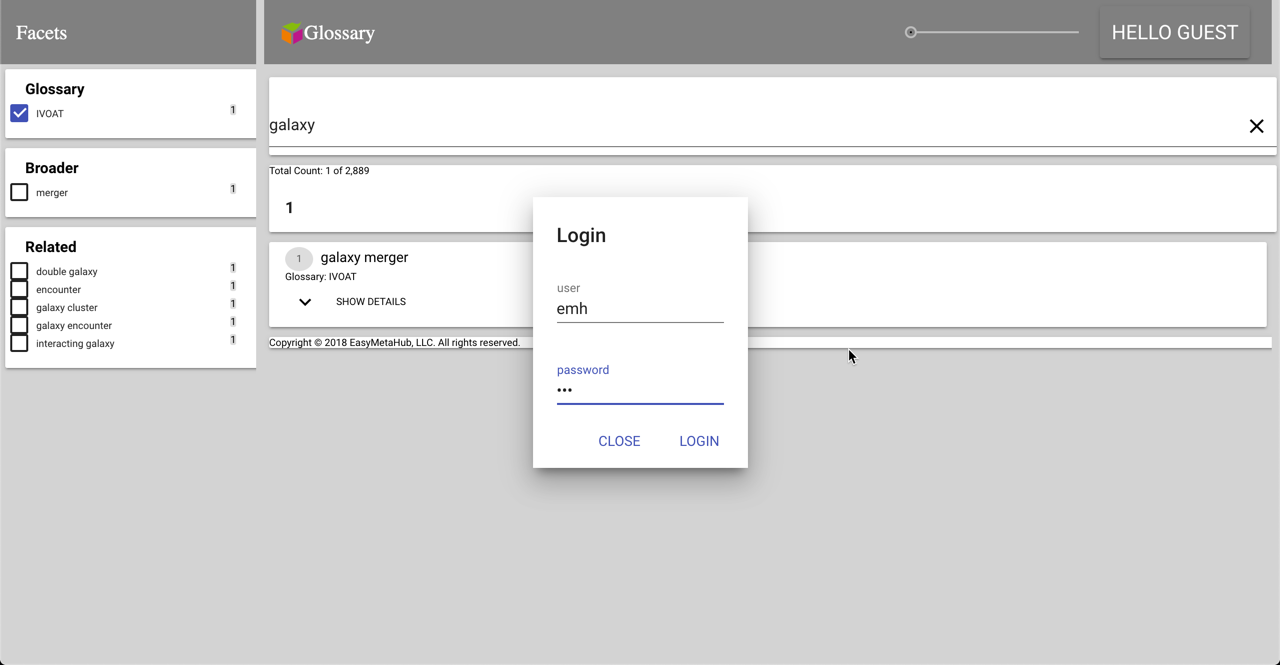 Facets
Glossary
HELLO GUEST
Glossary
IVOAT 1
Broader
merger 1
Related
double galaxy 1
encounter 1
galaxy cluster 1
galaxy encounter 1
interacting galaxy 1
galaxy
Total Count: 1 of 2,889
1
1 galaxy merger
Glossary: IVOAT
SHOW DETAILS
Copyright © 2018 EasyMetaHub, LLC. All rights reserved.
Login
user
emh
password
•••
CLOSE LOGIN